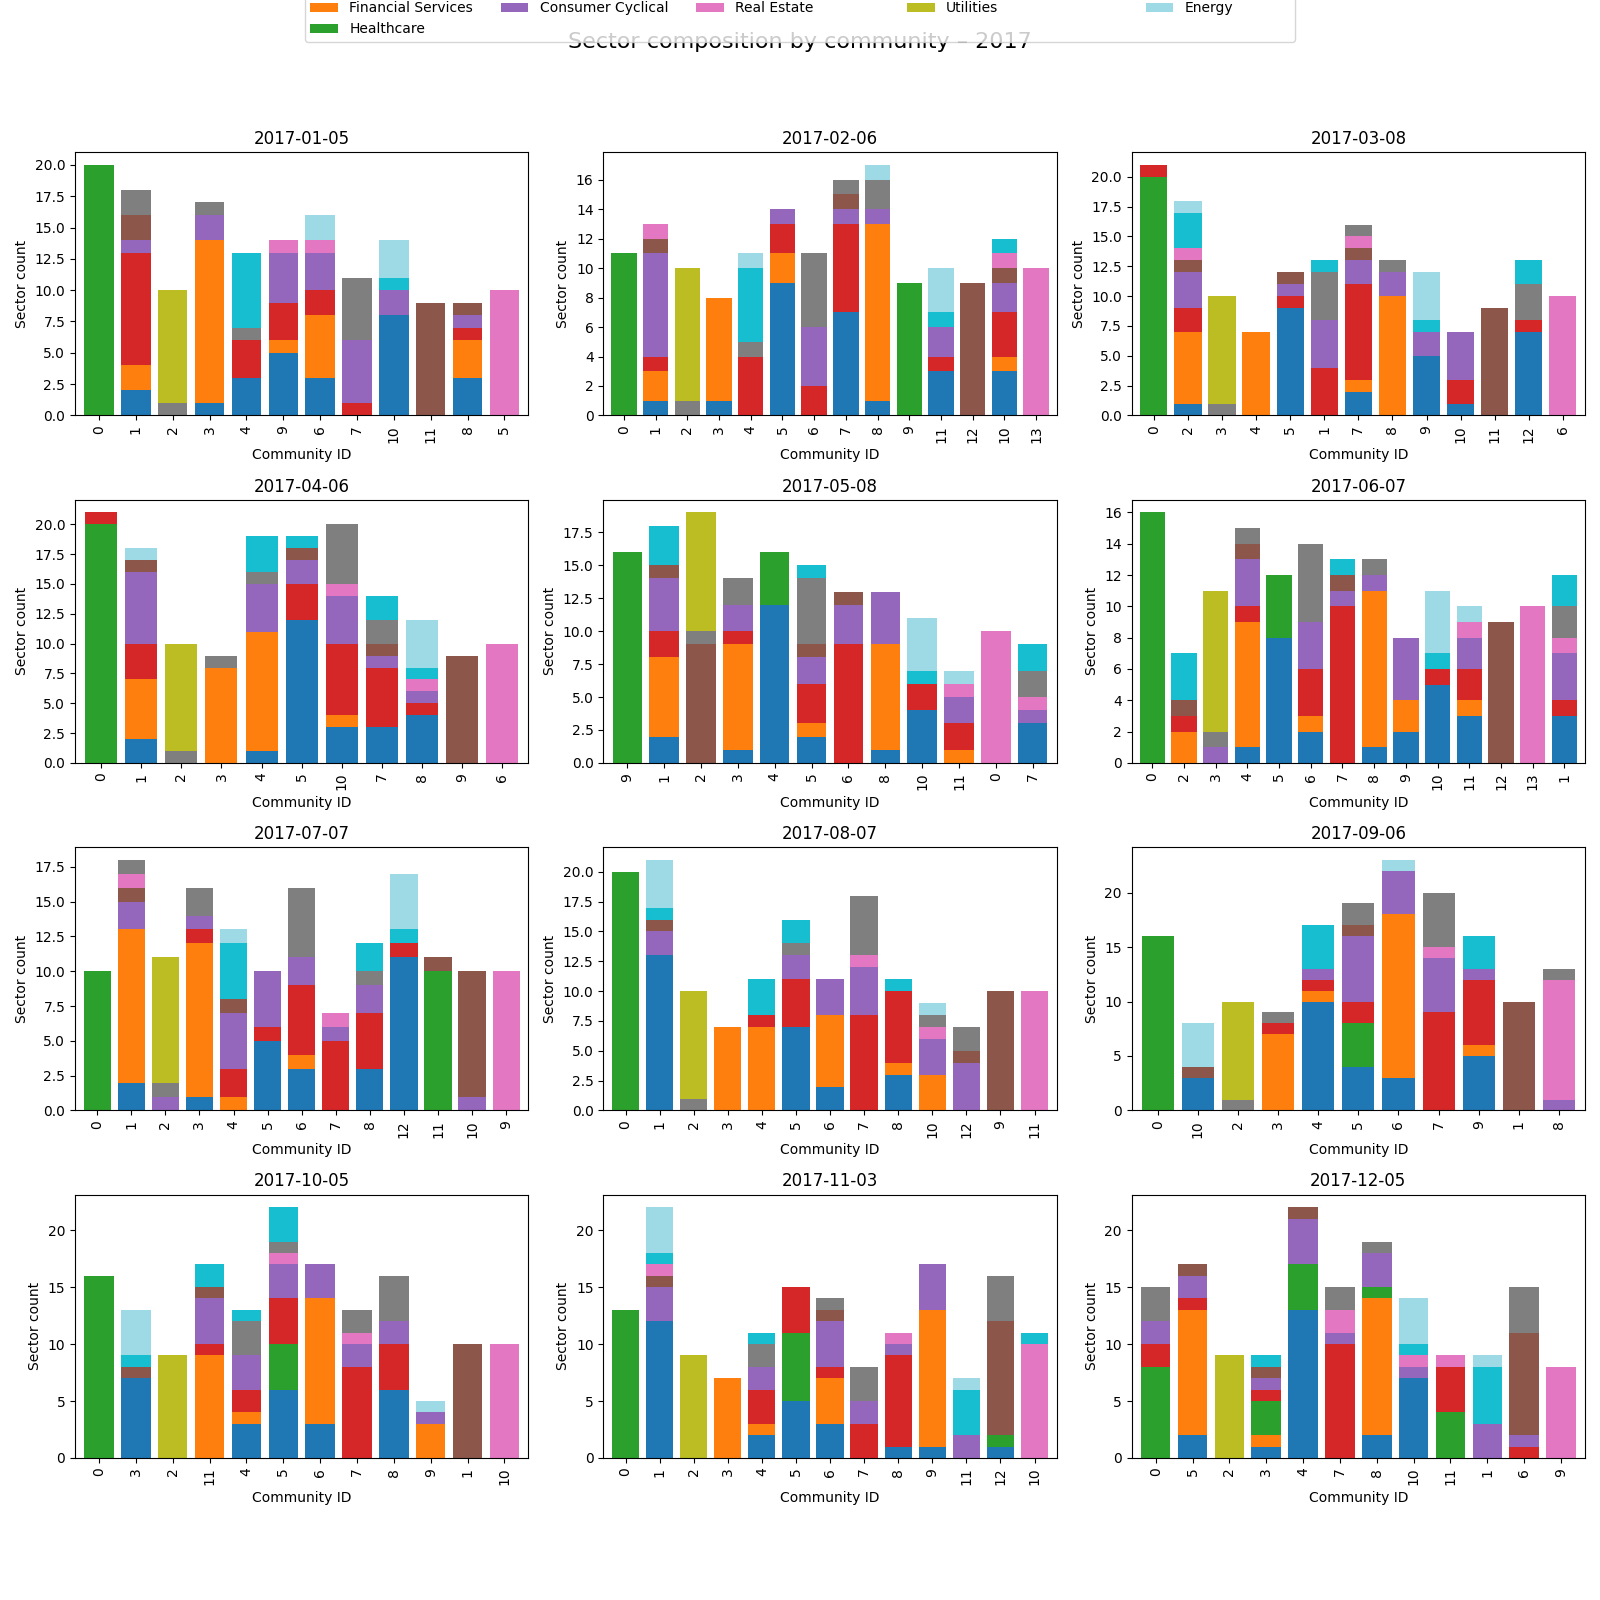 Financial Services Consumer Cyclical Real Estate Utilities Energy
Healthcare
Sector composition by community – 2017
2017-01-05
20.0
17.5
15.0
12.5
10.0
7.5
5.0
2.5
0.0
Sector count
0 1 2 3 4 9 6 7 10 11 8 5
Community ID
2017-02-06
16
14
12
10
8
6
4
2
0
Sector count
0 1 2 3 4 5 6 7 8 9 11 12 10 13
Community ID
2017-03-08
20.0
17.5
15.0
12.5
10.0
7.5
5.0
2.5
0.0
Sector count
0 2 3 4 5 1 7 8 9 10 11 12 6
Community ID
2017-04-06
20.0
17.5
15.0
12.5
10.0
7.5
5.0
2.5
0.0
Sector count
0 1 2 3 4 5 10 7 8 9 6
Community ID
2017-05-08
17.5
15.0
12.5
10.0
7.5
5.0
2.5
0.0
Sector count
9 1 2 3 4 5 6 8 10 11 0 7
Community ID
2017-06-07
16
14
12
10
8
6
4
2
0
Sector count
0 2 3 4 5 6 7 8 9 10 11 12 13 1
Community ID
2017-07-07
17.5
15.0
12.5
10.0
7.5
5.0
2.5
0.0
Sector count
0 1 2 3 4 5 6 7 8 12 11 10 9
Community ID
2017-08-07
20.0
17.5
15.0
12.5
10.0
7.5
5.0
2.5
0.0
Sector count
0 1 2 3 4 5 6 7 8 10 12 9 11
Community ID
2017-09-06
20
15
10
5
0
Sector count
0 10 2 3 4 5 6 7 9 1 8
Community ID
2017-10-05
20
15
10
5
0
Sector count
0 3 2 11 4 5 6 7 8 9 1 10
Community ID
2017-11-03
20
15
10
5
0
Sector count
0 1 2 3 4 5 6 7 8 9 11 12 10
Community ID
2017-12-05
20
15
10
5
0
Sector count
0 5 2 3 4 7 8 10 11 1 6 9
Community ID